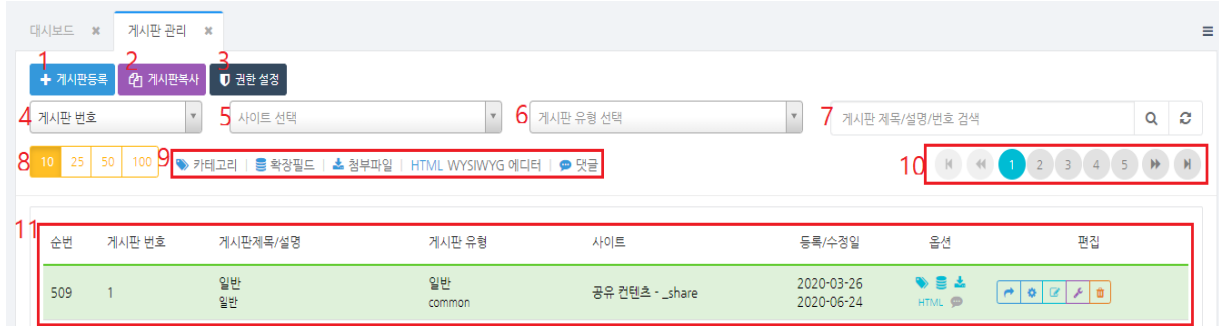 대시보드 × 게시판 관리 ×
1 2 3
게시판등록 게시판복사 권한 설정
4 게시판 번호 5 사이트 선택 6 게시판 유형 선택 7 게시판 제목/설명/번호 검색
8 10 25 50 100 9 카테고리 | 확장필드 | 첨부파일 | HTML WYSIWYG 에디터 | 댓글 10 1 2 3 4 5
11
순번 게시판 번호 게시판제목/설명 게시판 유형 사이트 등록/수정일 옵션 편집
509 1 일반 일반 공유 컨텐츠 - _share 2020-03-26
일반 common 2020-06-24 HTML